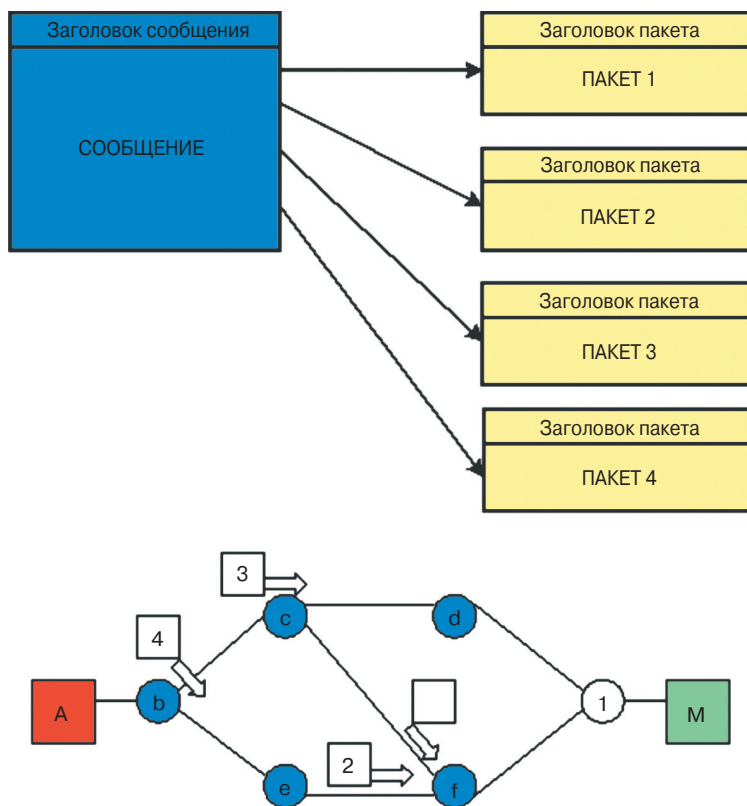 Заголовок сообщения
СООБЩЕНИЕ
Заголовок пакета
ПАКЕТ 1
Заголовок пакета
ПАКЕТ 2
Заголовок пакета
ПАКЕТ 3
Заголовок пакета
ПАКЕТ 4
3
c
d
4
A
b
1
M
2
e
f